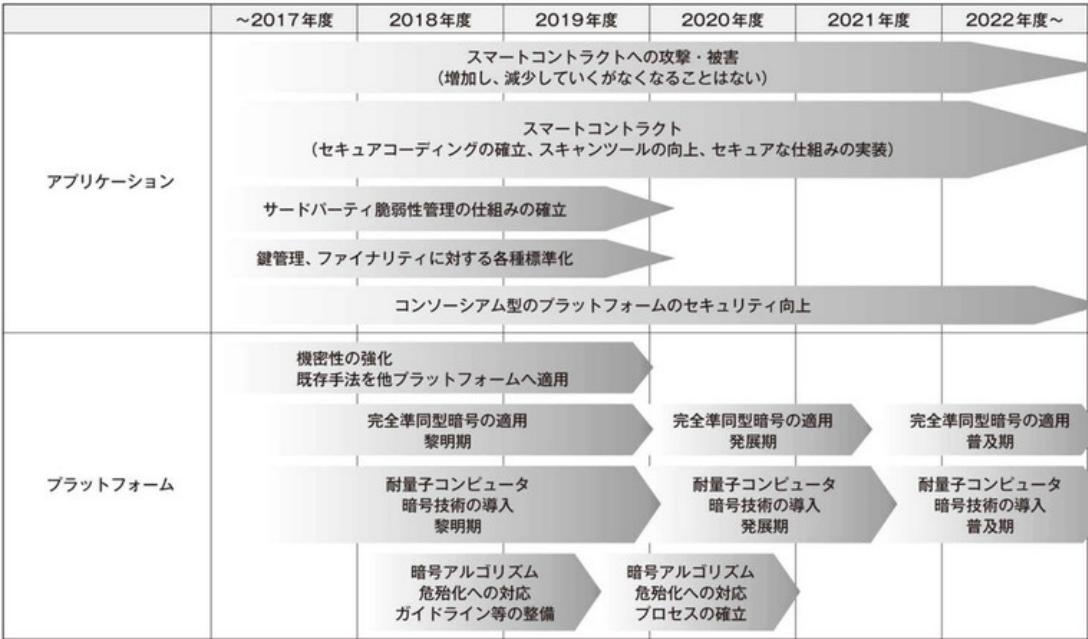 ～2017年度 2018年度 2019年度 2020年度 2021年度 2022年度～
アプリケーション
スマートコントラクトへの攻撃・被害
（増加し、減少していくがなくなることはない）
スマートコントラクト
（セキュアコーディングの確立、スキャンツールの向上、セキュアな仕組みの実装）
サードパーティ脆弱性管理の仕組みの確立
鍵管理、ファイナリティに対する各種標準化
コンソーシアム型のプラットフォームのセキュリティ向上
プラットフォーム
機密性の強化
既存手法を他プラットフォームへ適用
完全準同型暗号の適用
黎明期
完全準同型暗号の適用
発展期
完全準同型暗号の適用
普及期
耐量子コンピュータ
暗号技術の導入
黎明期
耐量子コンピュータ
暗号技術の導入
発展期
耐量子コンピュータ
暗号技術の導入
普及期
暗号アルゴリズム
危殆化への対応
ガイドライン等の整備
暗号アルゴリズム
危殆化への対応
プロセスの確立